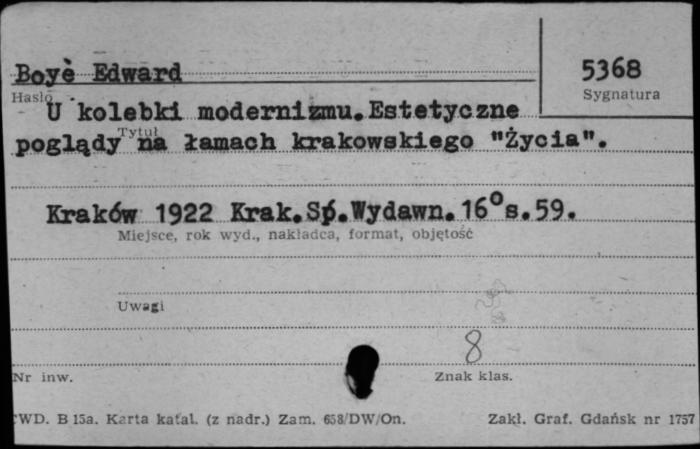 Boyè Edward
5368
Hasło
Sygnatura
U kolebki modernizmu. Estetyczne
Tytuł
poglądy na łamach krakowskiego "Życia".
Kraków 1922 Krak.Sp.Wydawn. 16° s.59.
Miejsce, rok wyd., nakładca, format, objętość
Uwagi
8
Nr inw.
Znak klas.
WD. B 15a. Karta katal. (z nadr.) Zam. 658/DW/On.
Zakł. Graf. Gdańsk nr 1757